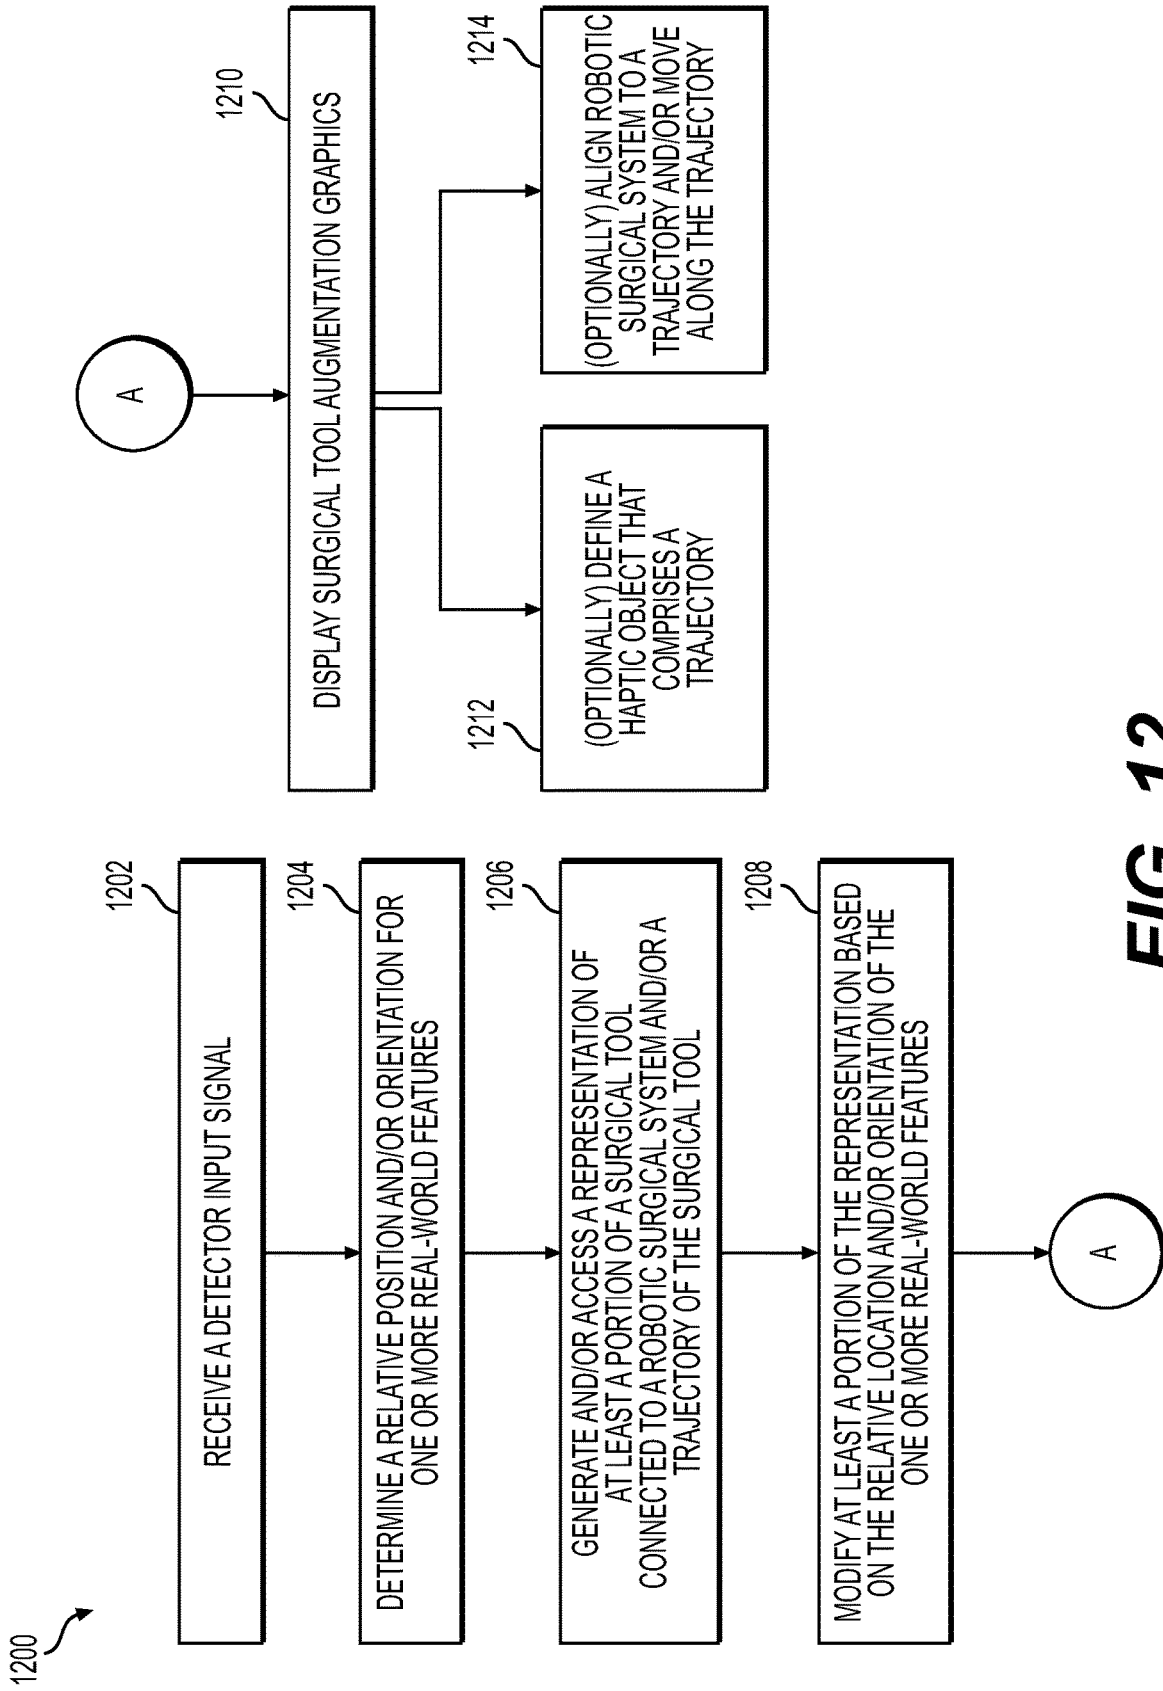 1200
1202
RECEIVE A DETECTOR INPUT SIGNAL
1204
DETERMINE A RELATIVE POSITION AND/OR ORIENTATION FOR
ONE OR MORE REAL-WORLD FEATURES
1206
GENERATE AND/OR ACCESS A REPRESENTATION OF
AT LEAST A PORTION OF A SURGICAL TOOL
CONNECTED TO A ROBOTIC SURGICAL SYSTEM AND/OR A
TRAJECTORY OF THE SURGICAL TOOL
1208
MODIFY AT LEAST A PORTION OF THE REPRESENTATION BASED
ON THE RELATIVE LOCATION AND/OR ORIENTATION OF THE
ONE OR MORE REAL-WORLD FEATURES
A
A
1210
DISPLAY SURGICAL TOOL AUGMENTATION GRAPHICS
1212
(OPTIONALLY) DEFINE A
HAPTIC OBJECT THAT
COMPRISES A
TRAJECTORY
1214
(OPTIONALLY) ALIGN ROBOTIC
SURGICAL SYSTEM TO A
TRAJECTORY AND/OR MOVE
ALONG THE TRAJECTORY
FIG. 12